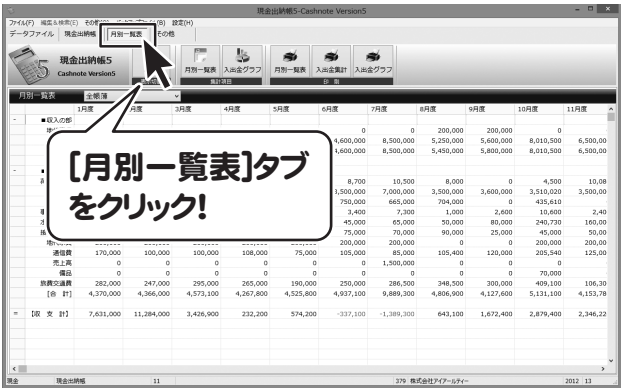 現金出納帳5-Cashnote Version5
ファイル(F) 編集&検索(E) 設定(H)
データファイル 現金出納帳 月別一覧表 その他
現金出納帳5
Cashnote Version5
月別一覧表 入出金グラフ 月別一覧表 入出金集計 入出金グラフ
集計項目 印刷
月別一覧表 全帳簿
1月度 月度 3月度 4月度 5月度 6月度 7月度 8月度 9月度 10月度 11月度
- ■収入の部
0 0 200,000 200,000 0
4,600,000 8,500,000 5,250,000 5,600,000 8,010,500 6,500,00
4,600,000 8,500,000 5,450,000 5,800,000 8,010,500 6,500,00
[月別一覧表]タブ
をクリック!
-
8,700 10,500 8,000 0 4,500 10,08
3,500,000 7,000,000 3,500,000 3,600,000 3,510,020 3,500,00
750,000 665,000 704,000 0 435,610
3,400 7,300 1,000 2,600 10,600 2,40
45,000 65,000 50,000 80,000 240,730 160,00
75,000 70,000 90,000 25,000 45,000 50,00
200,000 200,000 0 0 200,000 200,00
通信費 170,000 100,000 100,000 108,000 75,000 105,000 85,000 105,400 120,000 205,540 125,00
売上高 0 0 0 0 0 0 1,500,000 0 0 0
備品 0 0 0 0 0 0 0 0 0 70,000
旅費交通費 282,000 247,000 295,000 265,000 190,000 250,000 286,500 348,500 300,000 409,100 106,30
[合 計] 4,370,000 4,366,000 4,573,100 4,267,800 4,525,800 4,937,100 9,889,300 4,806,900 4,127,600 5,131,100 4,153,78
= 【収 支 計】 7,631,000 11,284,000 3,426,900 232,200 574,200 -337,100 -1,389,300 643,100 1,672,400 2,879,400 2,346,22
現金 現金出納帳 11 379 株式会社アイアールティー 2012 13